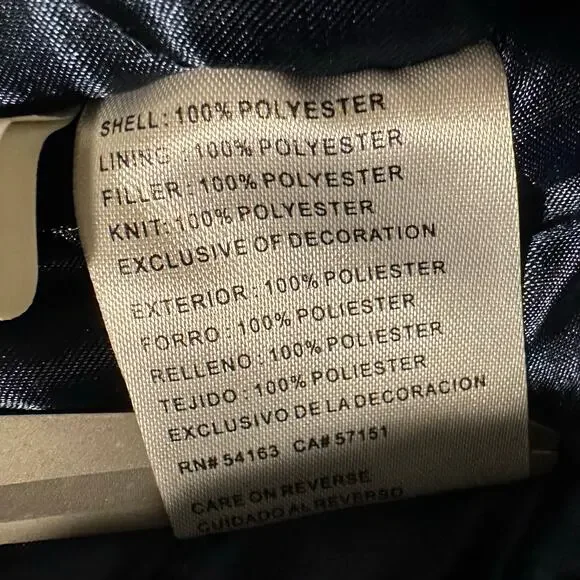 SHELL: 100% POLYESTER
LINING : 100% POLYESTER
FILLER : 100% POLYESTER
KNIT: 100% POLYESTER
EXCLUSIVE OF DECORATION
EXTERIOR : 100% POLIESTER
FORRO : 100% POLIESTER
RELLENO : 100% POLIESTER
TEJIDO : 100% POLIESTER
EXCLUSIVO DE LA DECORACION
RN# 54163 CA# 57151
CARE ON REVERSE
CUIDADO AL REVERSO